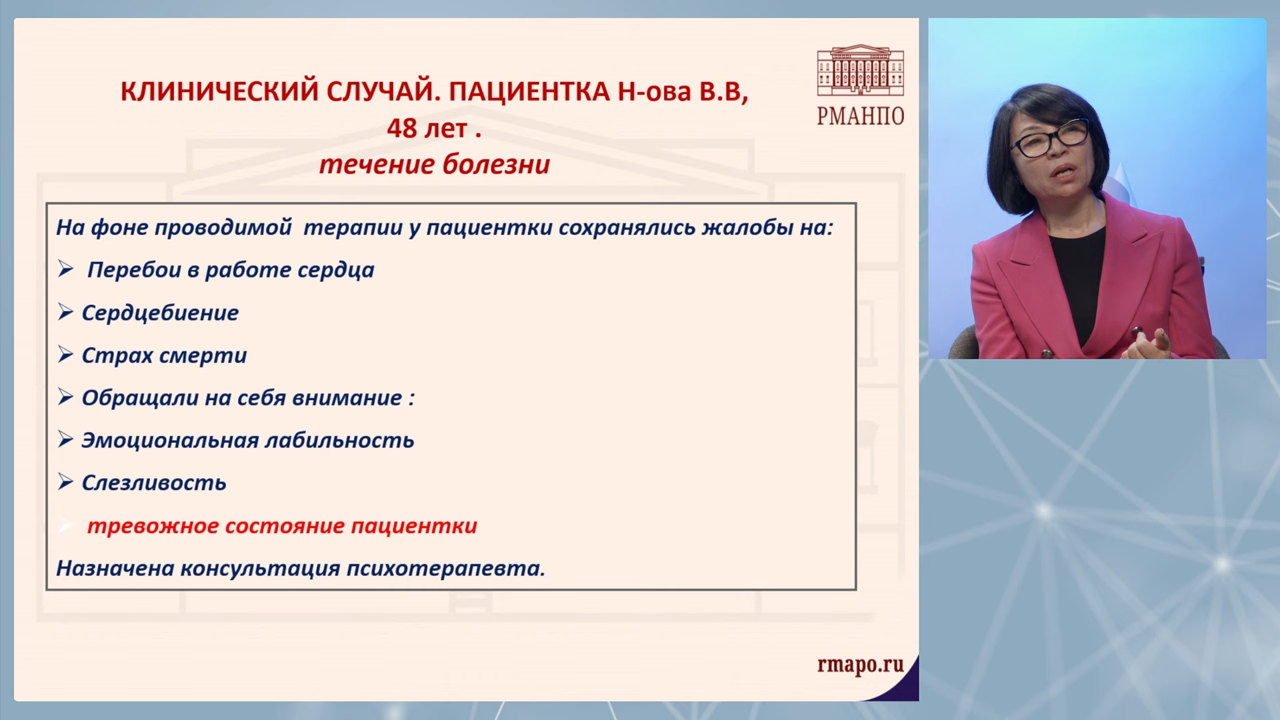 КЛИНИЧЕСКИЙ СЛУЧАЙ. ПАЦИЕНТКА Н-ова В.В,
48 лет .
течение болезни
РМАНПО
На фоне проводимой терапии у пациентки сохранялись жалобы на:
Перебои в работе сердца
Сердцебиение
Страх смерти
Обращали на себя внимание :
Эмоциональная лабильность
Слезливость
тревожное состояние пациентки
Назначена консультация психотерапевта.
rmapo.ru